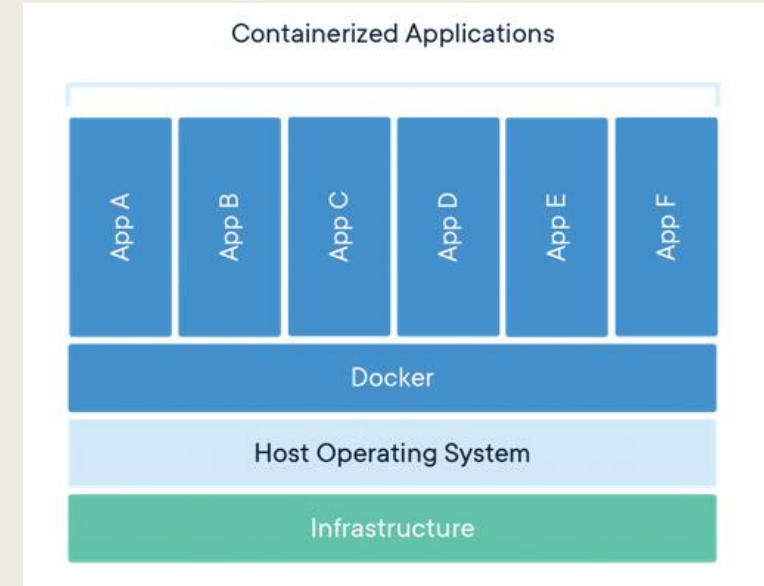 Containerized Applications
App A
App B
App C
App D
App E
App F
Docker
Host Operating System
Infrastructure